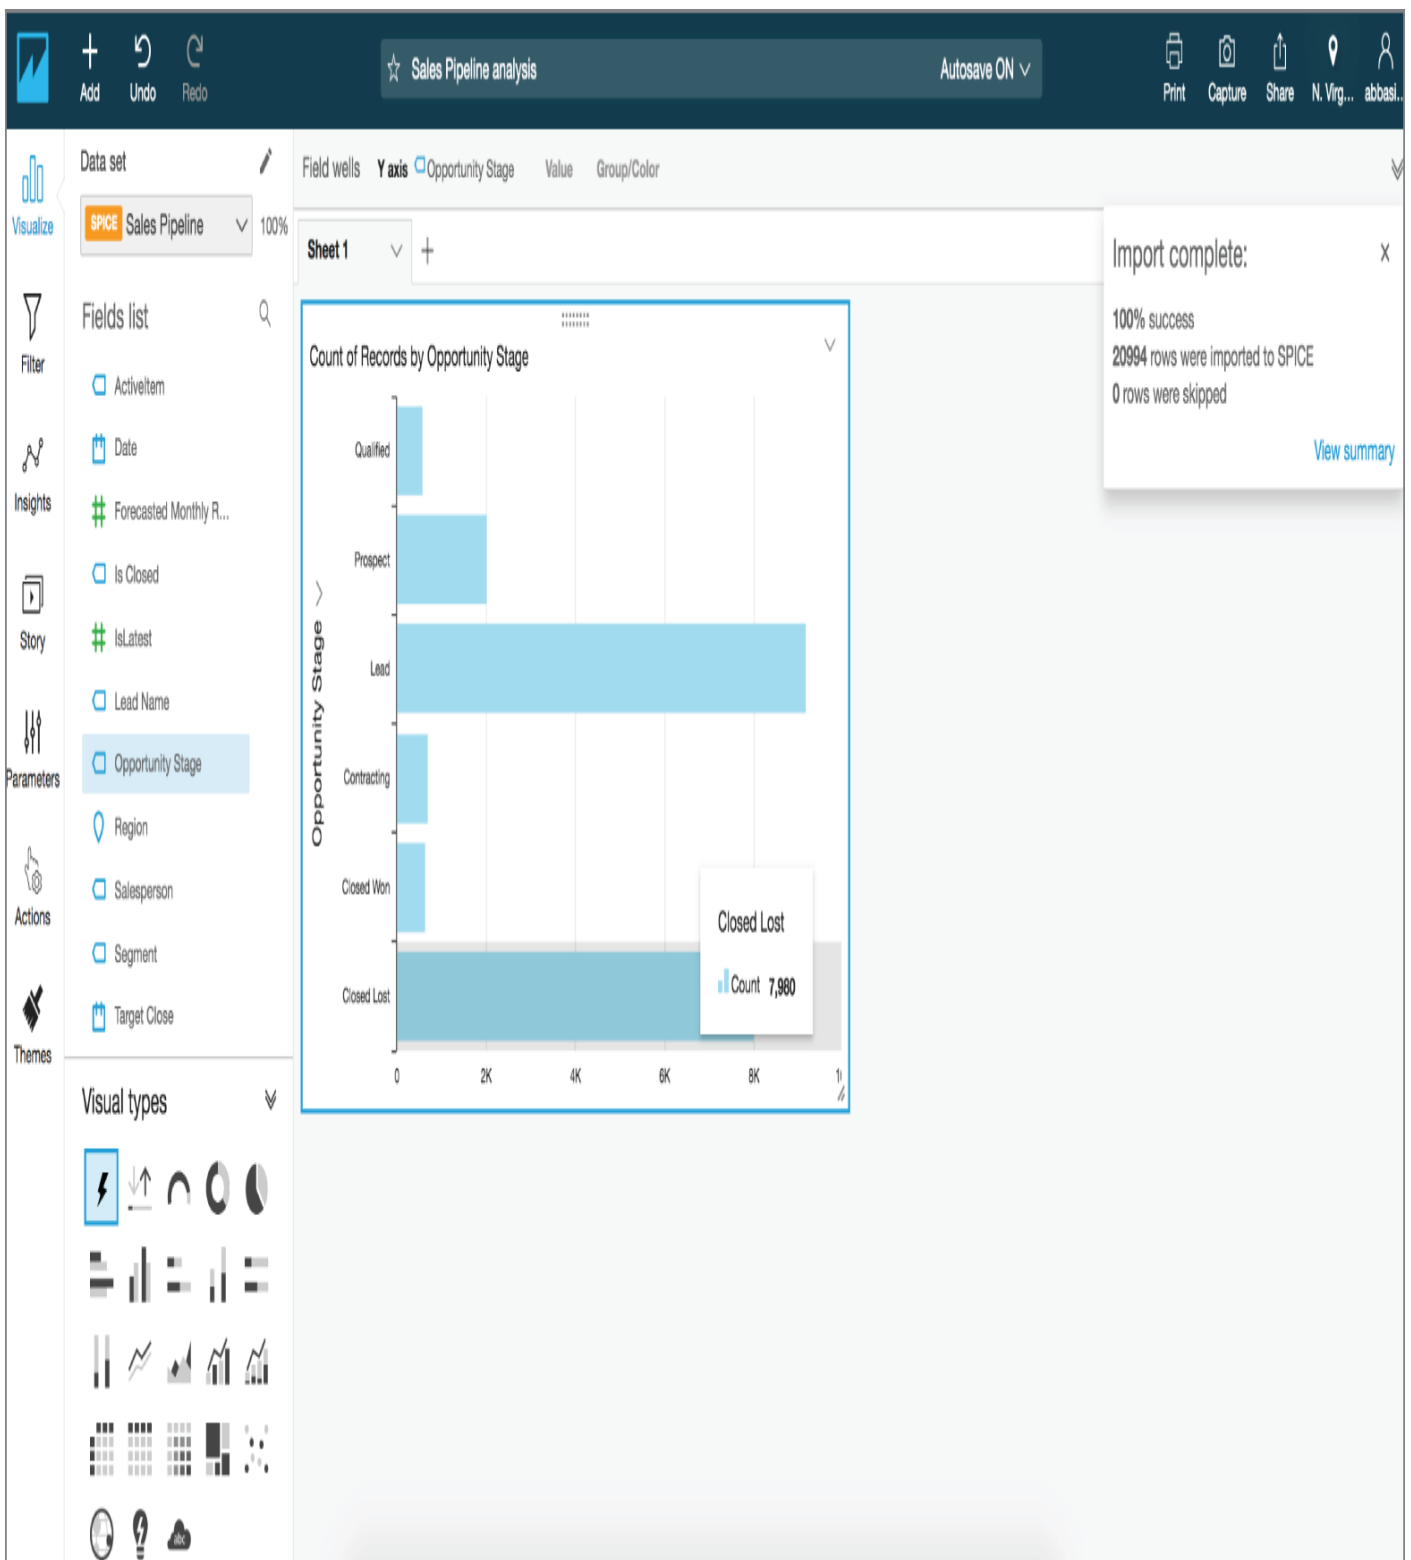 Add
Undo
Redo
Sales Pipeline analysis
Autosave ON
Print
Capture
Share
N. Virg...
abbasi...
Visualize
Filter
Insights
Story
Parameters
Actions
Themes
Data set
SPICE Sales Pipeline 100%
Fields list
ActiveItem
Date
Forecasted Monthly R...
Is Closed
IsLatest
Lead Name
Opportunity Stage
Region
Salesperson
Segment
Target Close
Visual types
abc
Field wells Y axis Opportunity Stage Value Group/Color
Sheet 1
Count of Records by Opportunity Stage
Opportunity Stage
Qualified
Prospect
Lead
Contracting
Closed Won
Closed Lost
0 2K 4K 6K 8K
Closed Lost
Count 7,980
Import complete:
100% success
20994 rows were imported to SPICE
0 rows were skipped
View summary